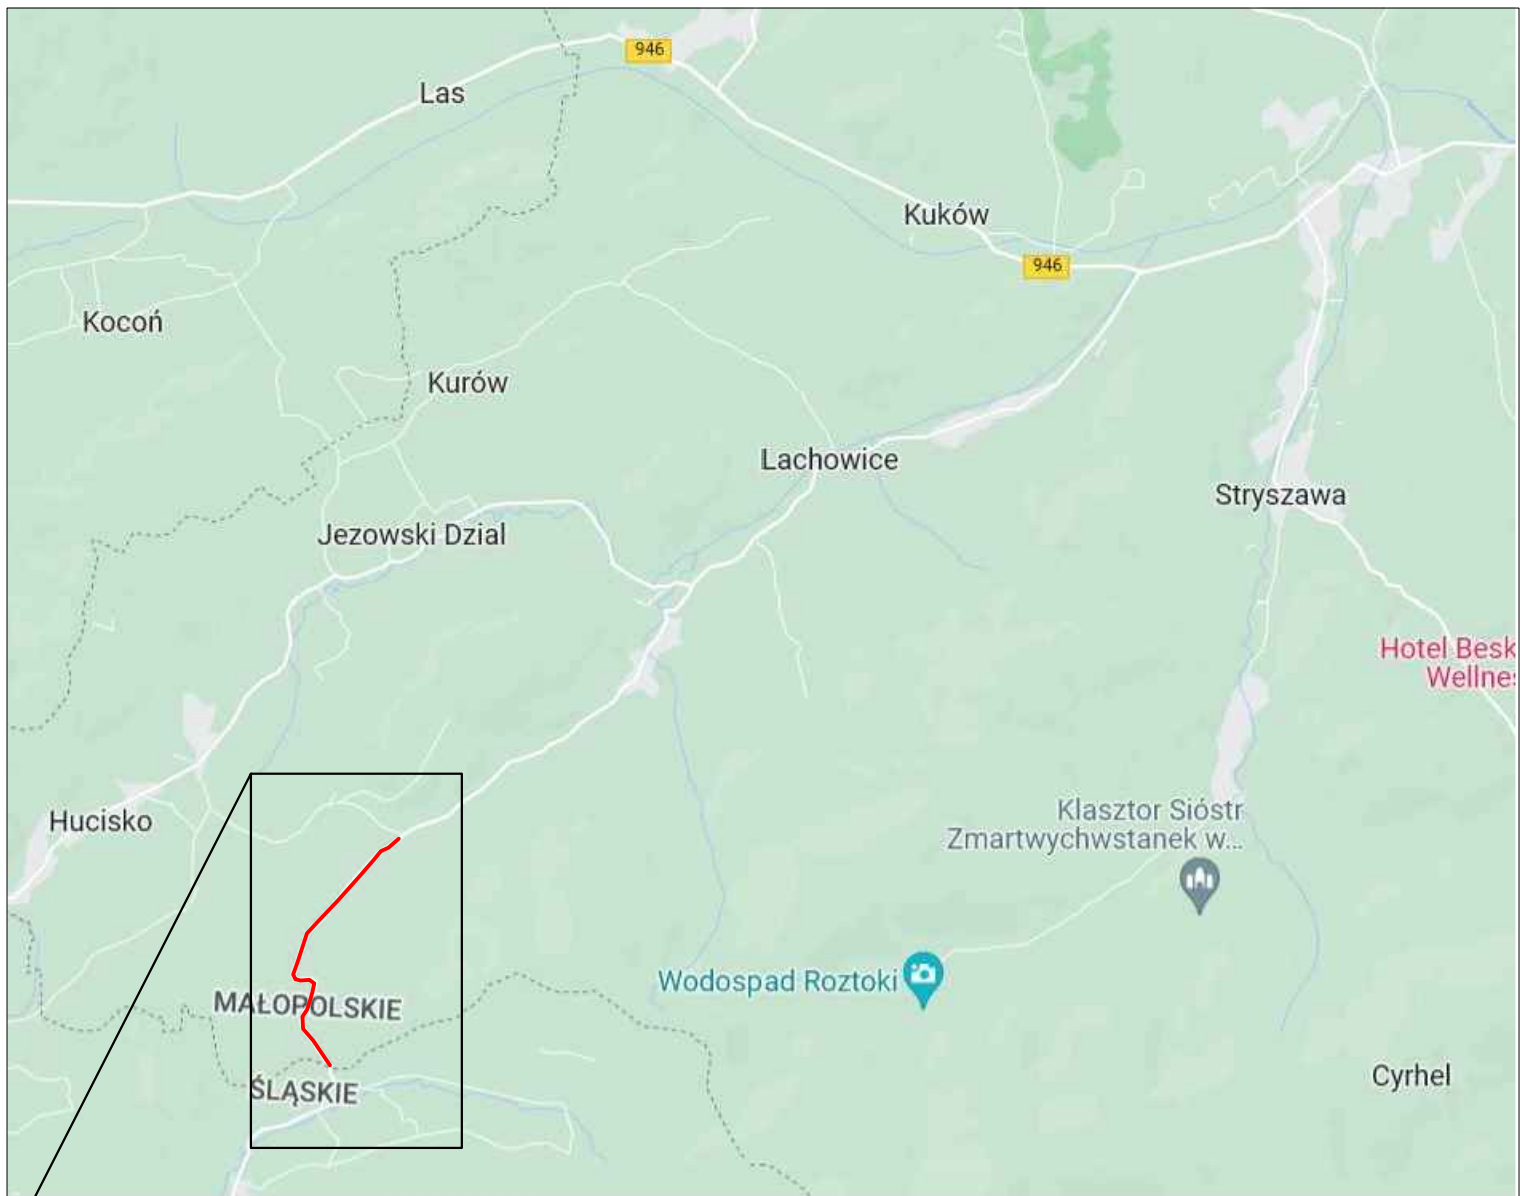 946
Las
Kuków
946
Kocoń
Kurów
Lachowice
Stryszawa
Jezowski Dzial
Hotel Besk
Wellnes
Klasztor Sióstr
Zmartwychwstanek w...
Hucisko
Wodospad Roztoki
MAŁOPOLSKIE
Cyrhel
ŚLĄSKIE